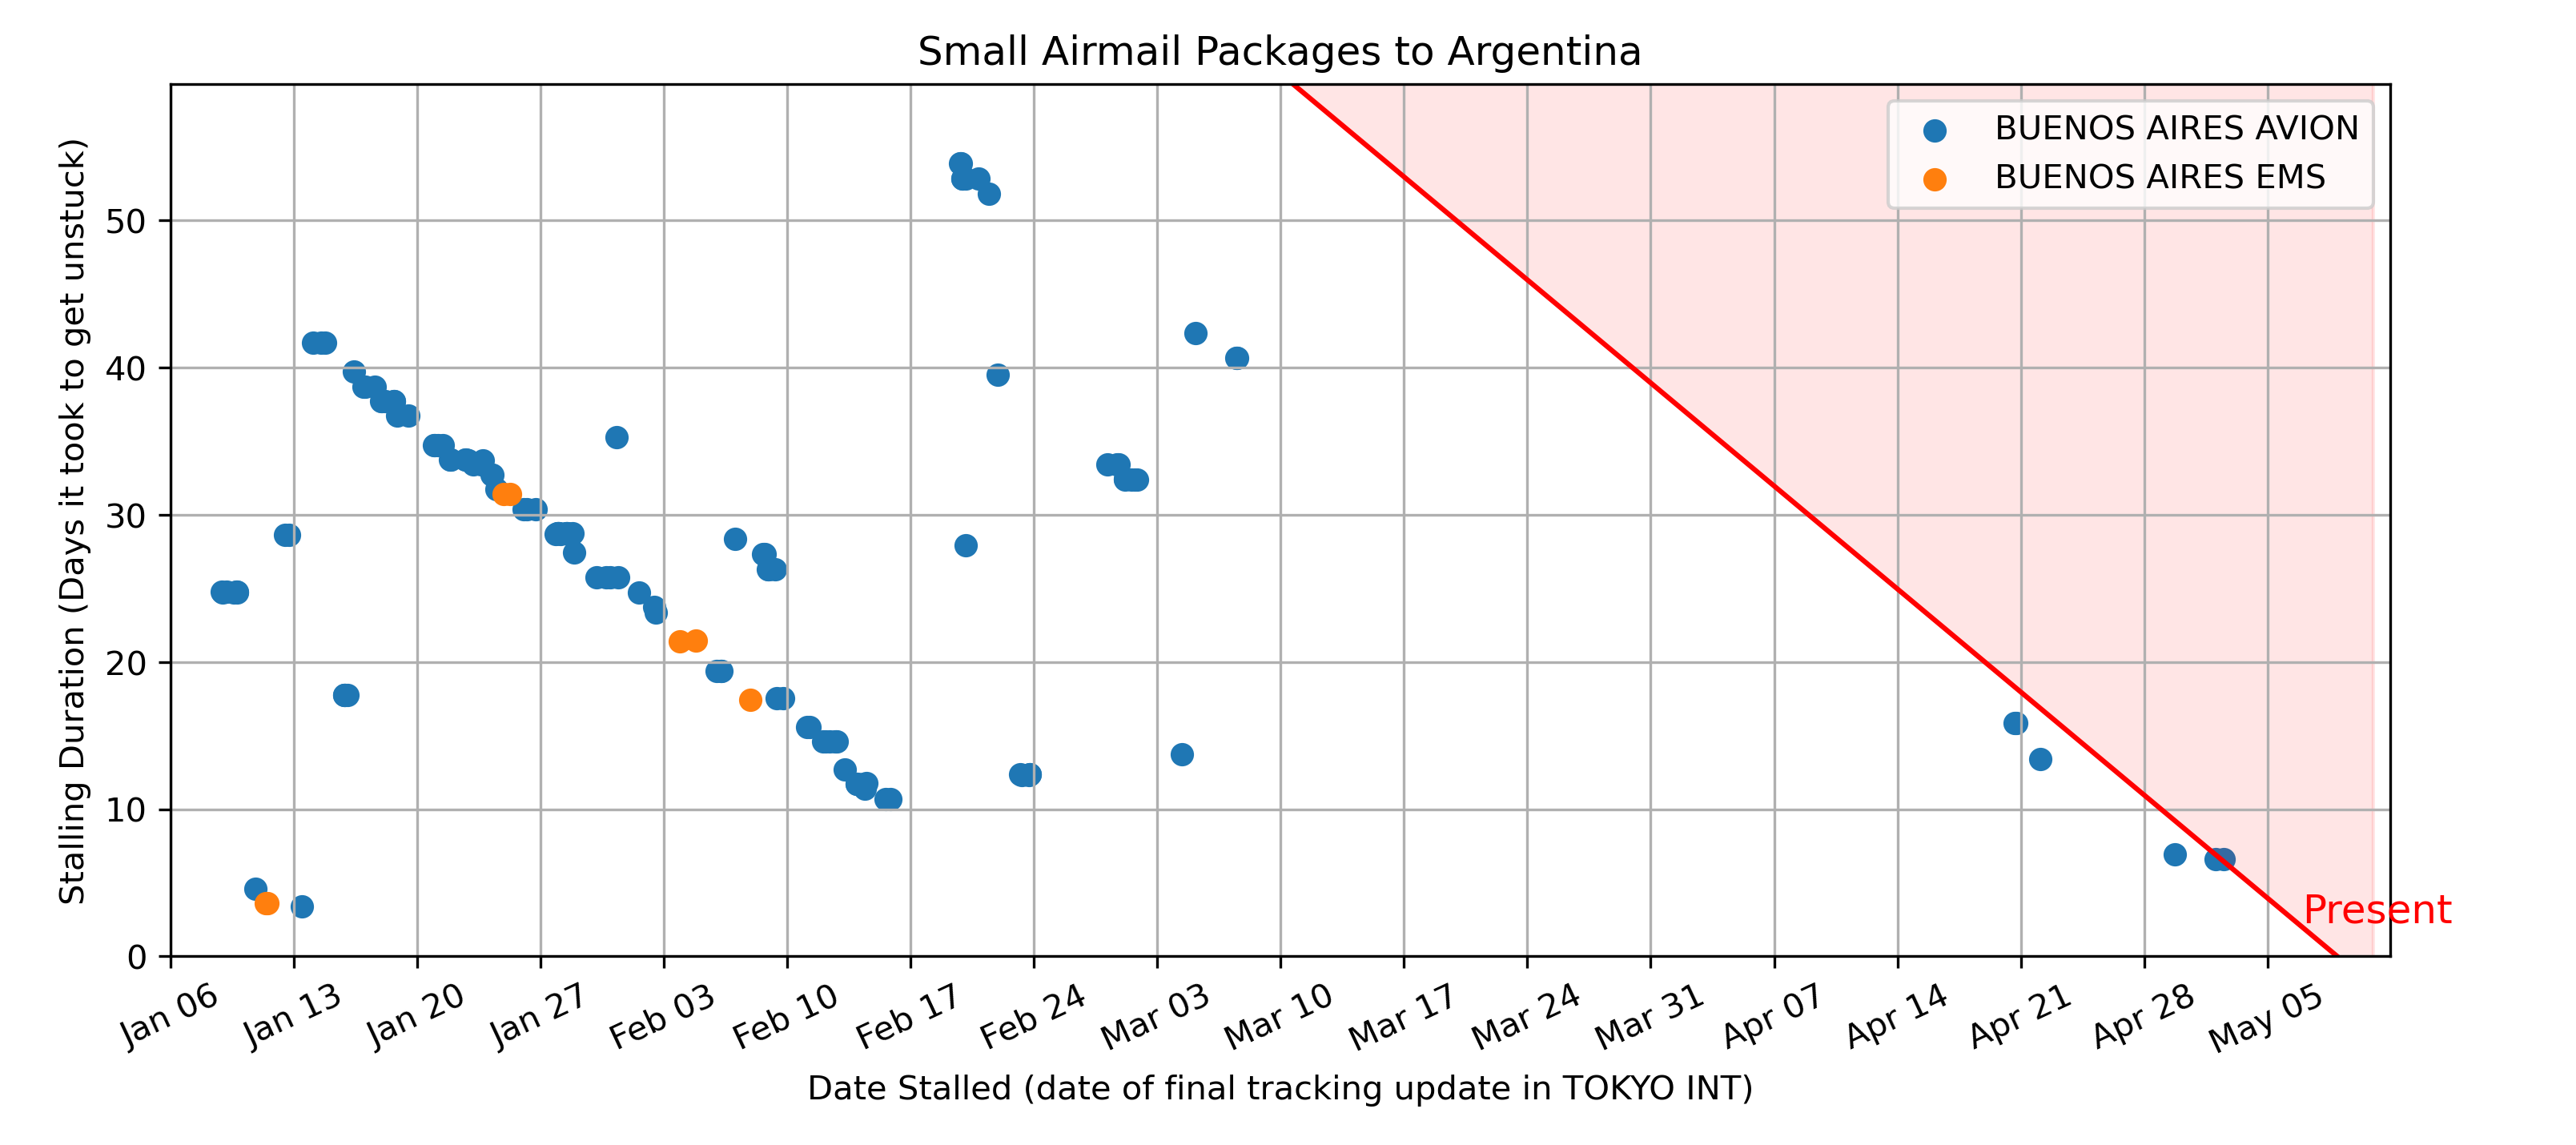 Small Airmail Packages to Argentina
BUENOS AIRES AVION
BUENOS AIRES EMS
Stalling Duration (Days it took to get unstuck)
50
40
30
20
10
0
Present
Jan 06
Jan 13
Jan 20
Jan 27
Feb 03
Feb 10
Feb 17
Feb 24
Mar 03
Mar 10
Mar 17
Mar 24
Mar 31
Apr 07
Apr 14
Apr 21
Apr 28
May 05
Date Stalled (date of final tracking update in TOKYO INT)